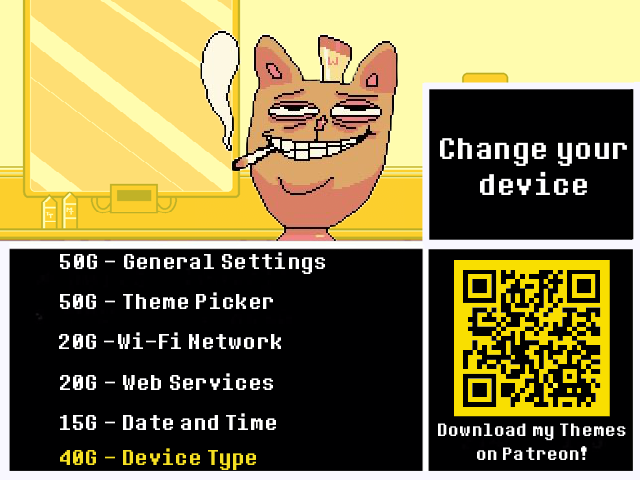 W
Change your
device
50G - General Settings
50G - Theme Picker
20G -Wi-Fi Network
20G - Web Services
15G - Date and Time
40G - Device Type
Download my Themes
on Patreon!